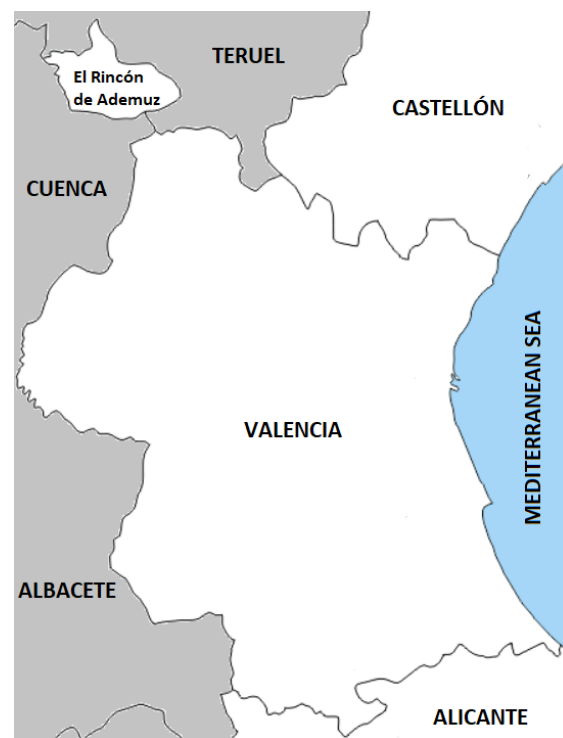 TERUEL
El Rincón
de Ademuz
CASTELLÓN
CUENCA
MEDITERRANEAN SEA
VALENCIA
ALBACETE
ALICANTE